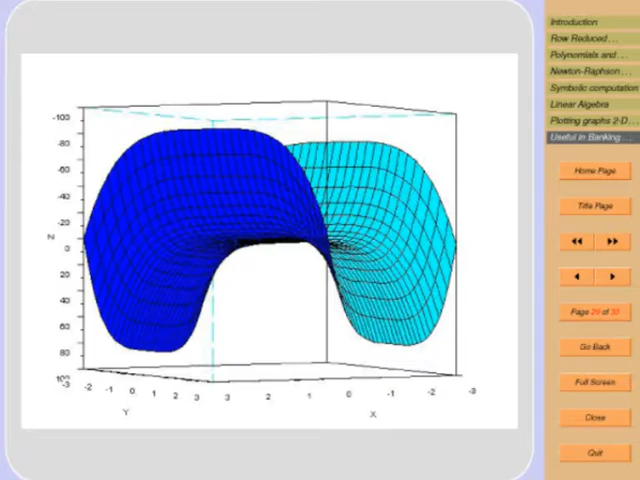 -100
-80
-60
-40
-20
0
20
40
60
80
100
Z
-3 -2 -1 0 1 2 3
Y
3 2 1 0 -1 -2 -3
X
Introduction
Row Reduced ...
Polynomials and ...
Newton-Raphson ...
Symbolic computation
Linear Algebra
Plotting graphs 2-D ...
Useful in Banking ...
Home Page
Title Page
Page 29 of 33
Go Back
Full Screen
Close
Quit